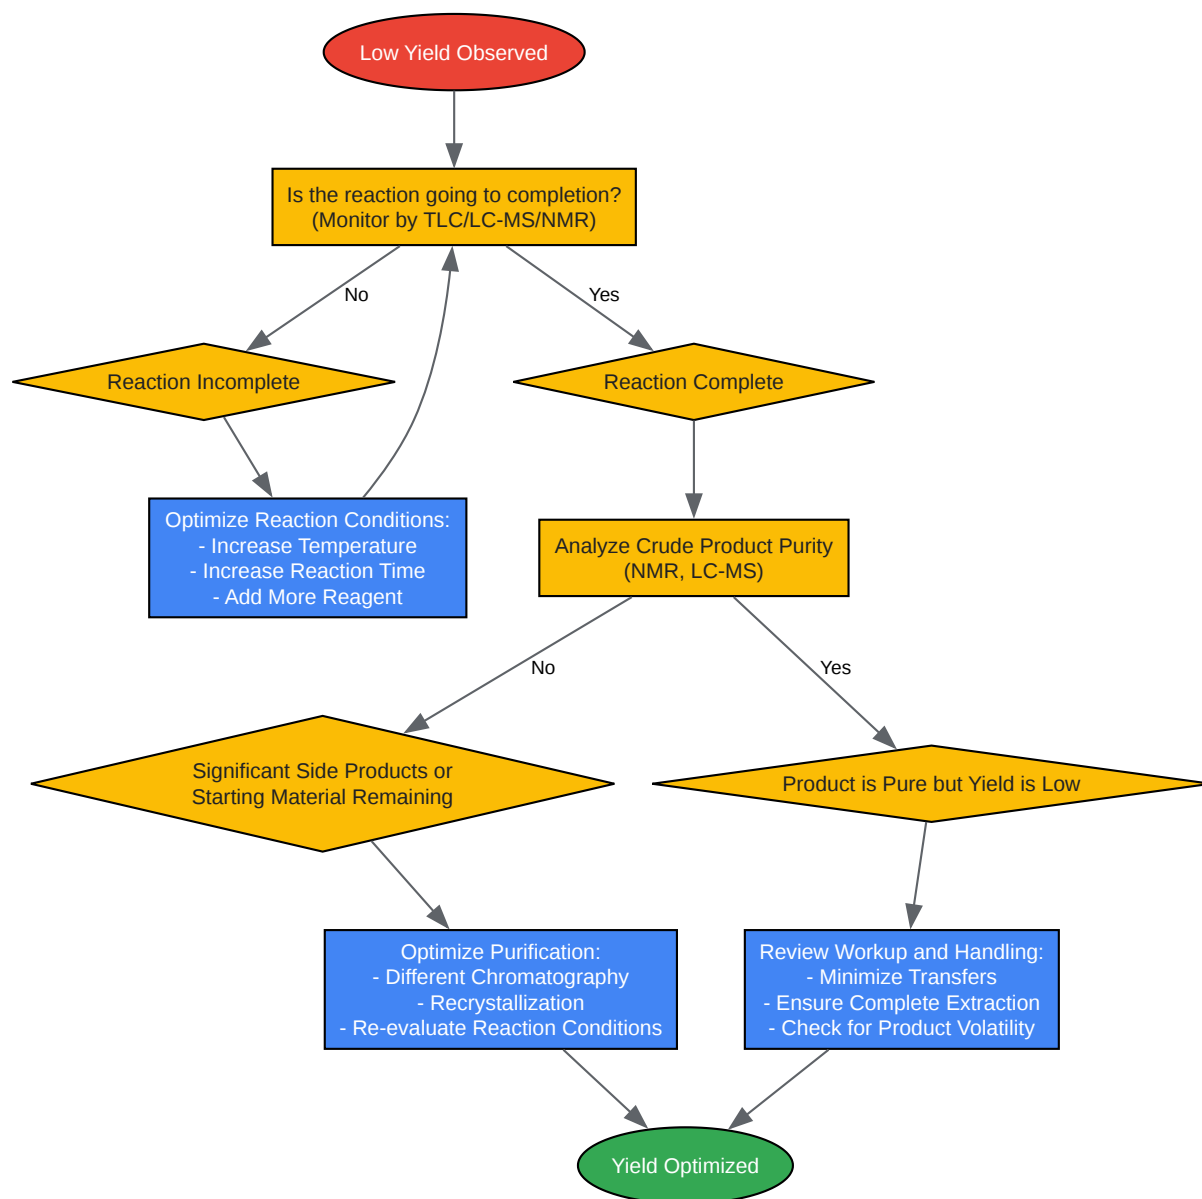 Low Yield Observed
Is the reaction going to completion?
(Monitor by TLC/LC-MS/NMR)
No
Yes
Reaction Incomplete
Reaction Complete
Optimize Reaction Conditions:
- Increase Temperature
- Increase Reaction Time
- Add More Reagent
Analyze Crude Product Purity
(NMR, LC-MS)
No
Yes
Significant Side Products or
Starting Material Remaining
Product is Pure but Yield is Low
Optimize Purification:
- Different Chromatography
- Recrystallization
- Re-evaluate Reaction Conditions
Review Workup and Handling:
- Minimize Transfers
- Ensure Complete Extraction
- Check for Product Volatility
Yield Optimized